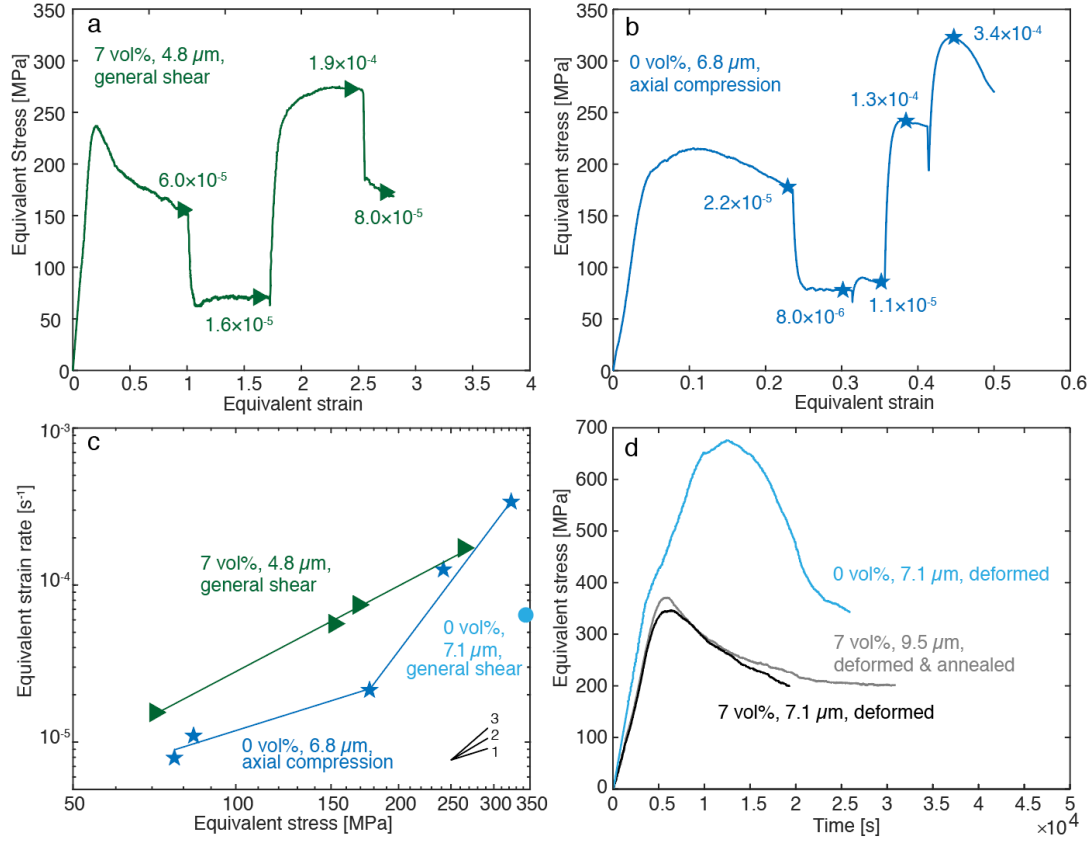 a
7 vol%, 4.8 µm,
general shear
6.0×10⁻⁵
1.6×10⁻⁵
1.9×10⁻⁴
8.0×10⁻⁵
Equivalent Stress [MPa]
350
300
250
200
150
100
50
0
0 0.5 1 1.5 2 2.5 3 3.5 4
Equivalent strain
b
0 vol%, 6.8 µm,
axial compression
2.2×10⁻⁵
8.0×10⁻⁶
1.1×10⁻⁵
1.3×10⁻⁴
3.4×10⁻⁴
Equivalent stress [MPa]
350
300
250
200
150
100
50
0
0 0.1 0.2 0.3 0.4 0.5 0.6
Equivalent strain
c
7 vol%, 4.8 µm,
general shear
0 vol%,
7.1 µm,
general shear
0 vol%, 6.8 µm,
axial compression
3
2
1
Equivalent strain rate [s⁻¹]
10⁻³
10⁻⁴
10⁻⁵
50 100 150 200 250 300 350
Equivalent stress [MPa]
d
0 vol%, 7.1 µm, deformed
7 vol%, 9.5 µm,
deformed & annealed
7 vol%, 7.1 µm, deformed
Equivalent stress [MPa]
700
600
500
400
300
200
100
0
0 0.5 1 1.5 2 2.5 3 3.5 4 4.5 5
Time [s]
×10⁴